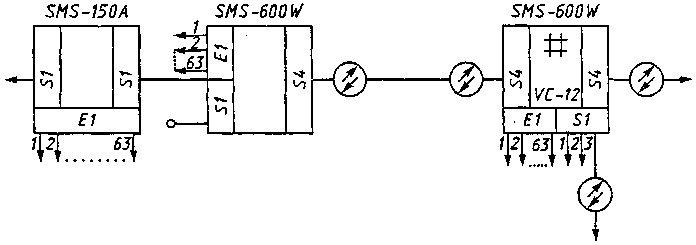 SMS-150A
SMS-600W
SMS-600W
S1
S1
E1
1 2 63
1
2
63
E1
S1
S4
S4
S4
VC-12
E1
S1
1 2 63 1 2 3